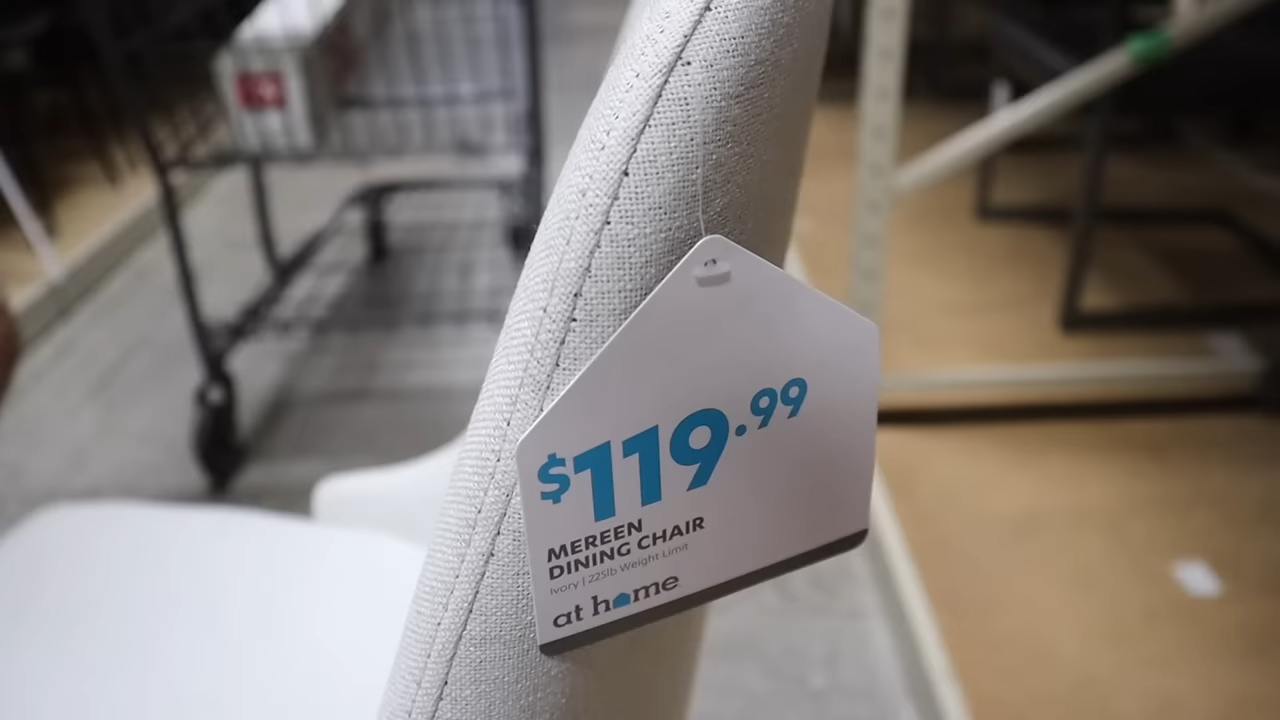 $119.99
MEREEN
DINING CHAIR
Ivory | 225lb Weight Limit
at home